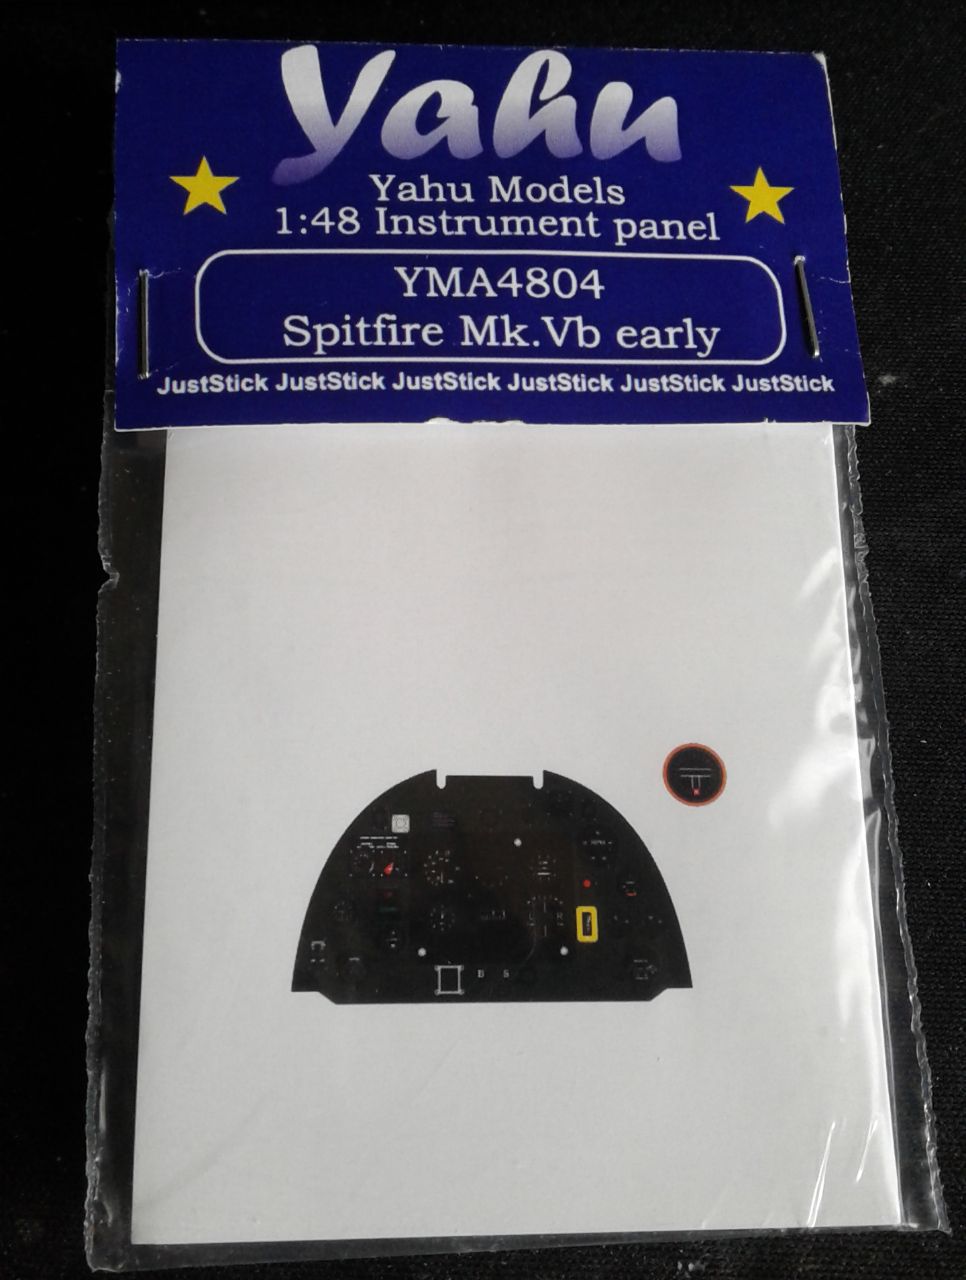 Yahu
Yahu Models
1:48 Instrument panel
YMA4804
Spitfire Mk.Vb early
JustStick JustStick JustStick JustStick JustStick JustStick
R
B S